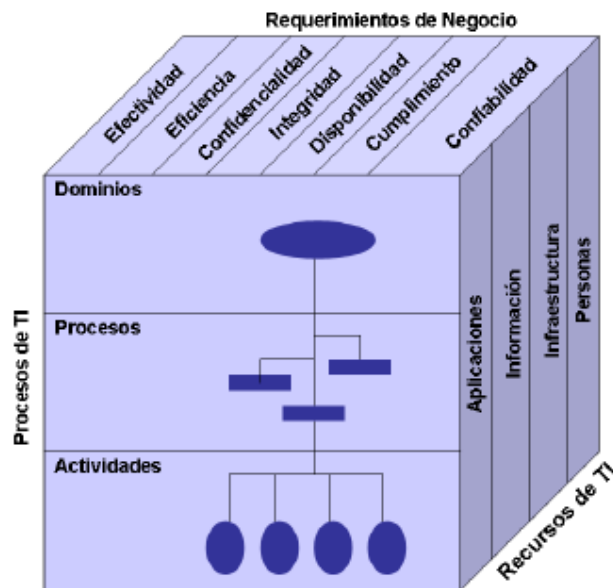 Requerimientos de Negocio
Efectividad
Eficiencia
Confidencialidad
Integridad
Disponibilidad
Cumplimiento
Confiabilidad
Procesos de TI
Dominios
Procesos
Actividades
Aplicaciones
Información
Infraestructura
Personas
Recursos de TI